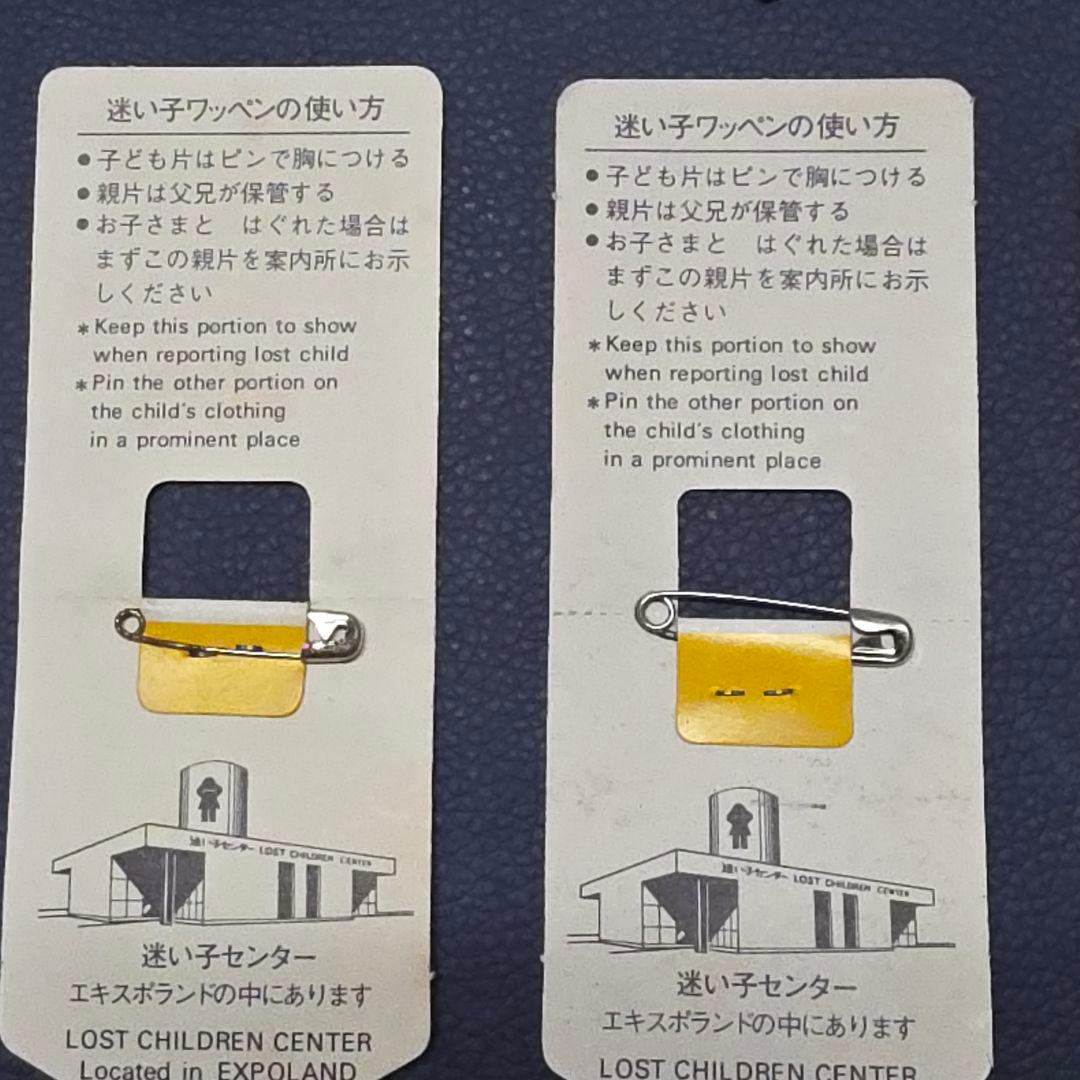 迷い子ワッペンの使い方
●子ども片はピンで胸につける
●親片は父兄が保管する
●お子さまと　はぐれた場合は
まずこの親片を案内所にお示
しください
*Keep this portion to show
when reporting lost child
*Pin the other portion on
the child's clothing
in a prominent place
迷い子センター LOST CHILDREN CENTER
迷い子センター
エキスポランドの中にあります
LOST CHILDREN CENTER
Located in EXPOLAND
迷い子ワッペンの使い方
●子ども片はピンで胸につける
●親片は父兄が保管する
●お子さまと　はぐれた場合は
まずこの親片を案内所にお示
しください
*Keep this portion to show
when reporting lost child
*Pin the other portion on
the child's clothing
in a prominent place
迷い子センター LOST CHILDREN CENTER
迷い子センター
エキスポランドの中にあります
LOST CHILDREN CENTER